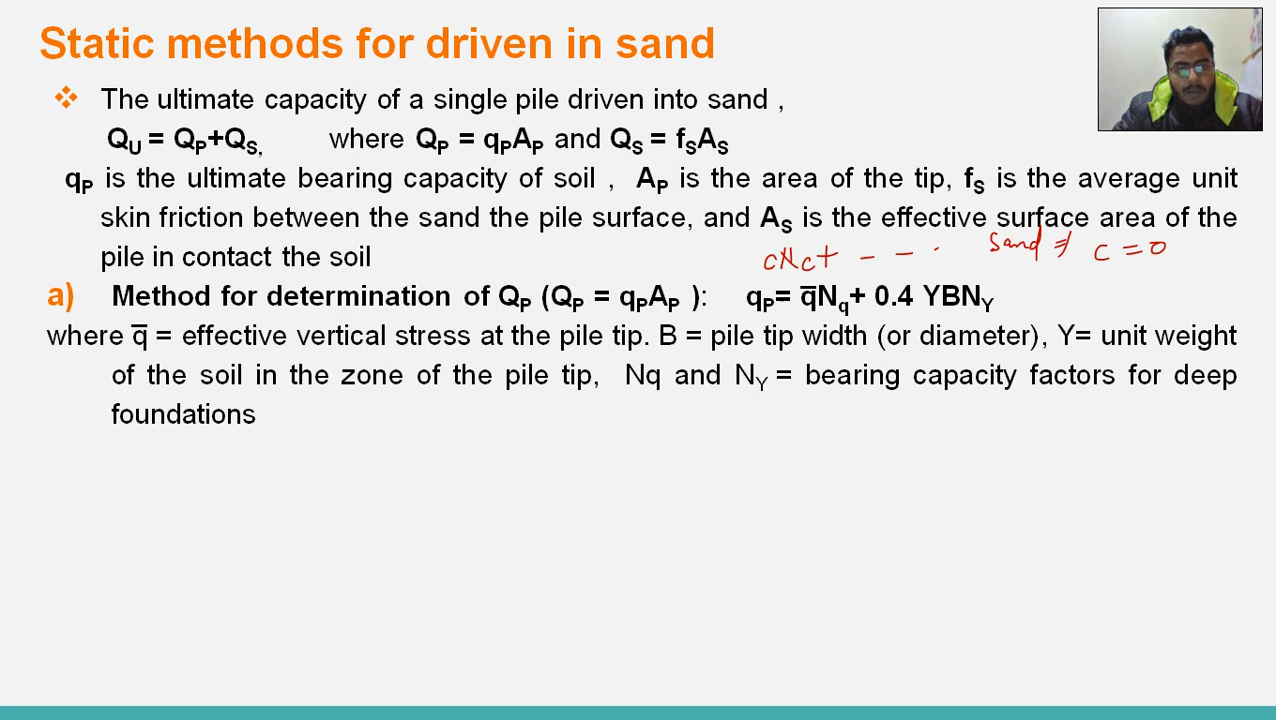 Static methods for driven in sand
❖ The ultimate capacity of a single pile driven into sand ,
Q_U = Q_P+Q_S, where Q_P = q_PA_P and Q_S = f_SA_S
q_P is the ultimate bearing capacity of soil , A_P is the area of the tip, f_S is the average unit
skin friction between the sand the pile surface, and A_S is the effective surface area of the
pile in contact the soil
cN_c+ - - · sand ⇒ c = 0
a) Method for determination of Q_P (Q_P = q_PA_P ): q_P= q̅N_q+ 0.4 YBN_Y
where q̅ = effective vertical stress at the pile tip. B = pile tip width (or diameter), Y= unit weight
of the soil in the zone of the pile tip, Nq and N_Y = bearing capacity factors for deep
foundations